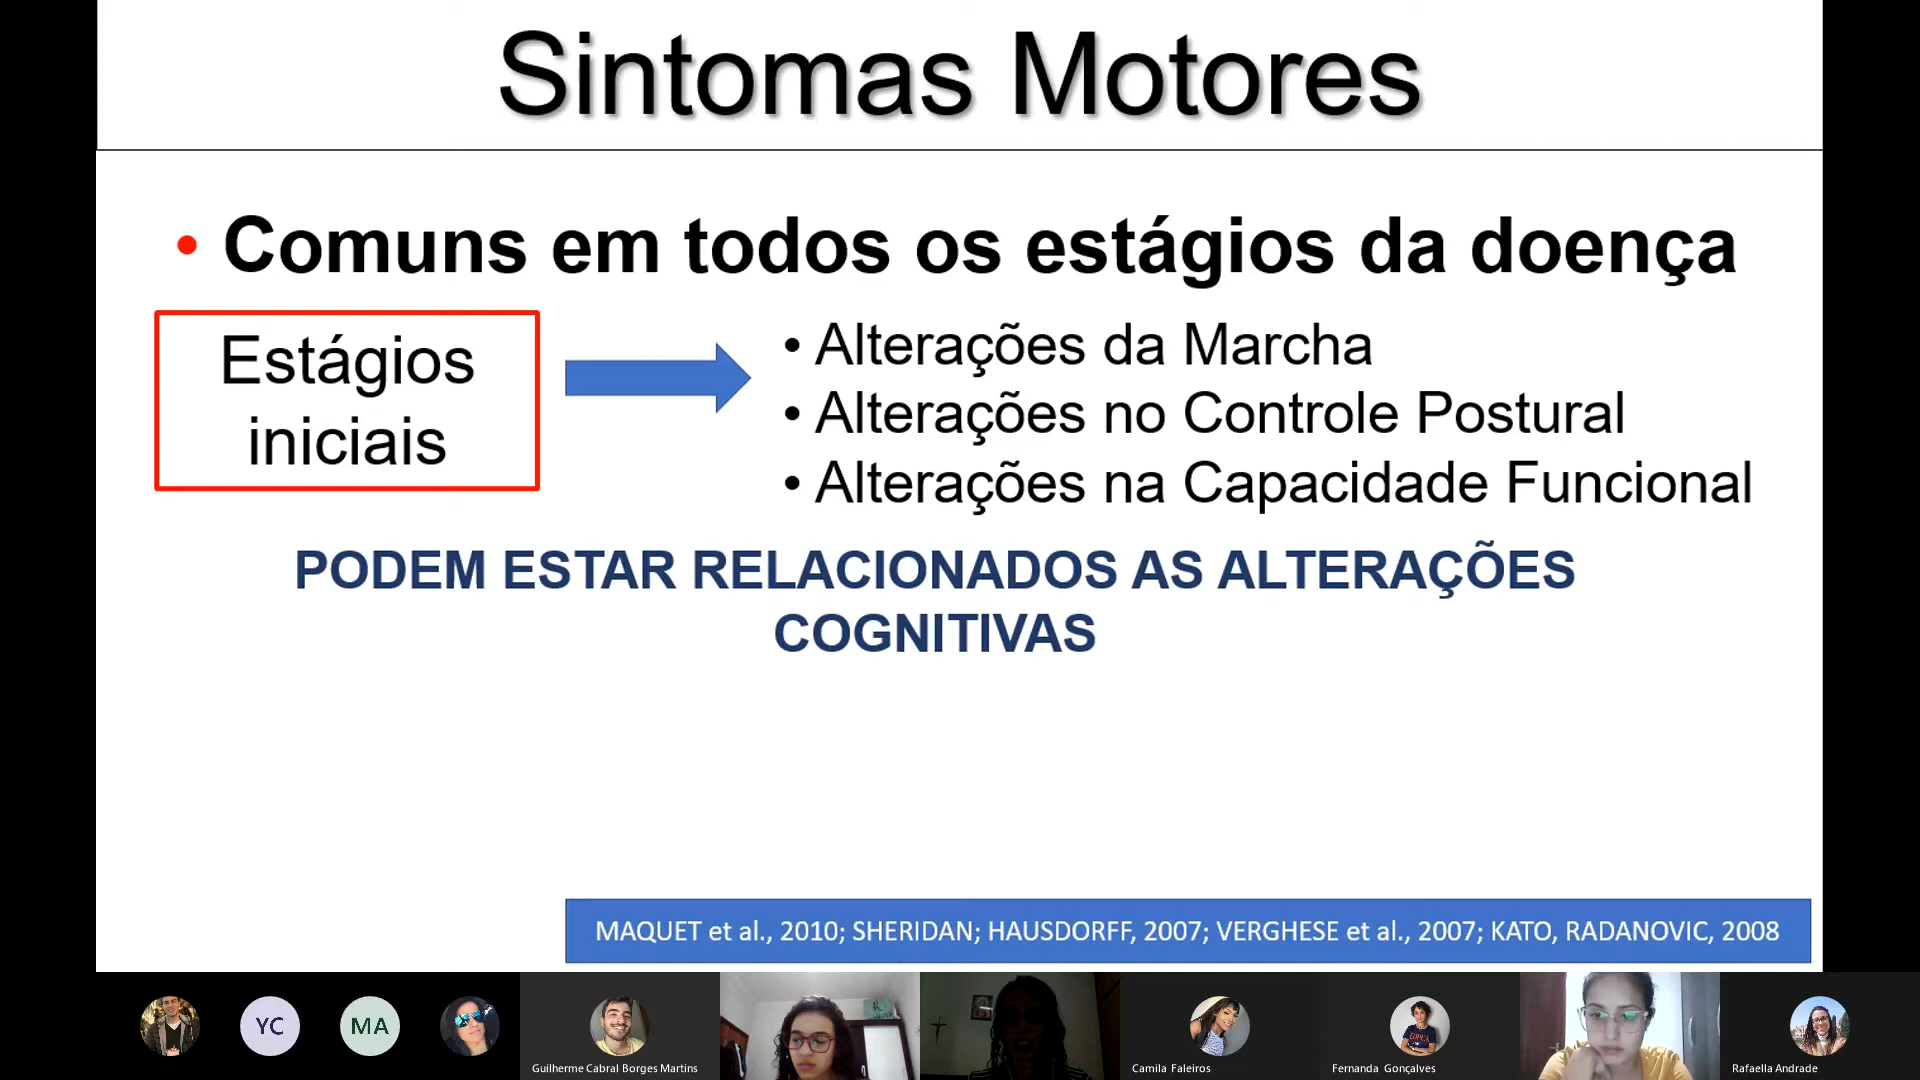 Sintomas Motores
• Comuns em todos os estágios da doença
Estágios
iniciais
• Alterações da Marcha
• Alterações no Controle Postural
• Alterações na Capacidade Funcional
PODEM ESTAR RELACIONADOS AS ALTERAÇÕES
COGNITIVAS
MAQUET et al., 2010; SHERIDAN; HAUSDORFF, 2007; VERGHESE et al., 2007; KATO, RADANOVIC, 2008
YC
MA
Guilherme Cabral Borges Martins
Camila Faleiros
Fernanda Gonçalves
Rafaella Andrade